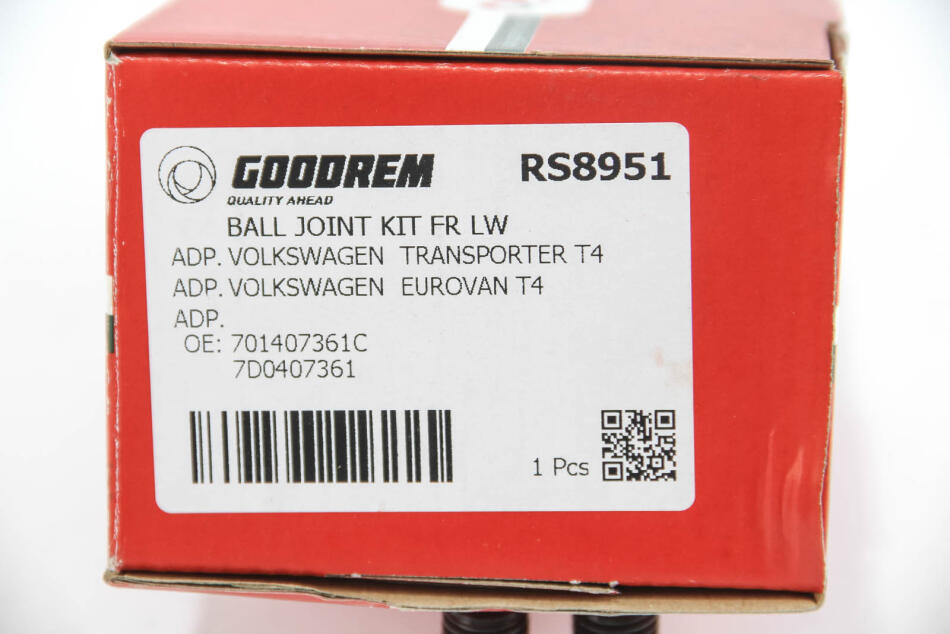 GOODREM
QUALITY AHEAD
RS8951
BALL JOINT KIT FR LW
ADP. VOLKSWAGEN TRANSPORTER T4
ADP. VOLKSWAGEN EUROVAN T4
ADP.
OE: 701407361C
7D0407361
1 Pcs